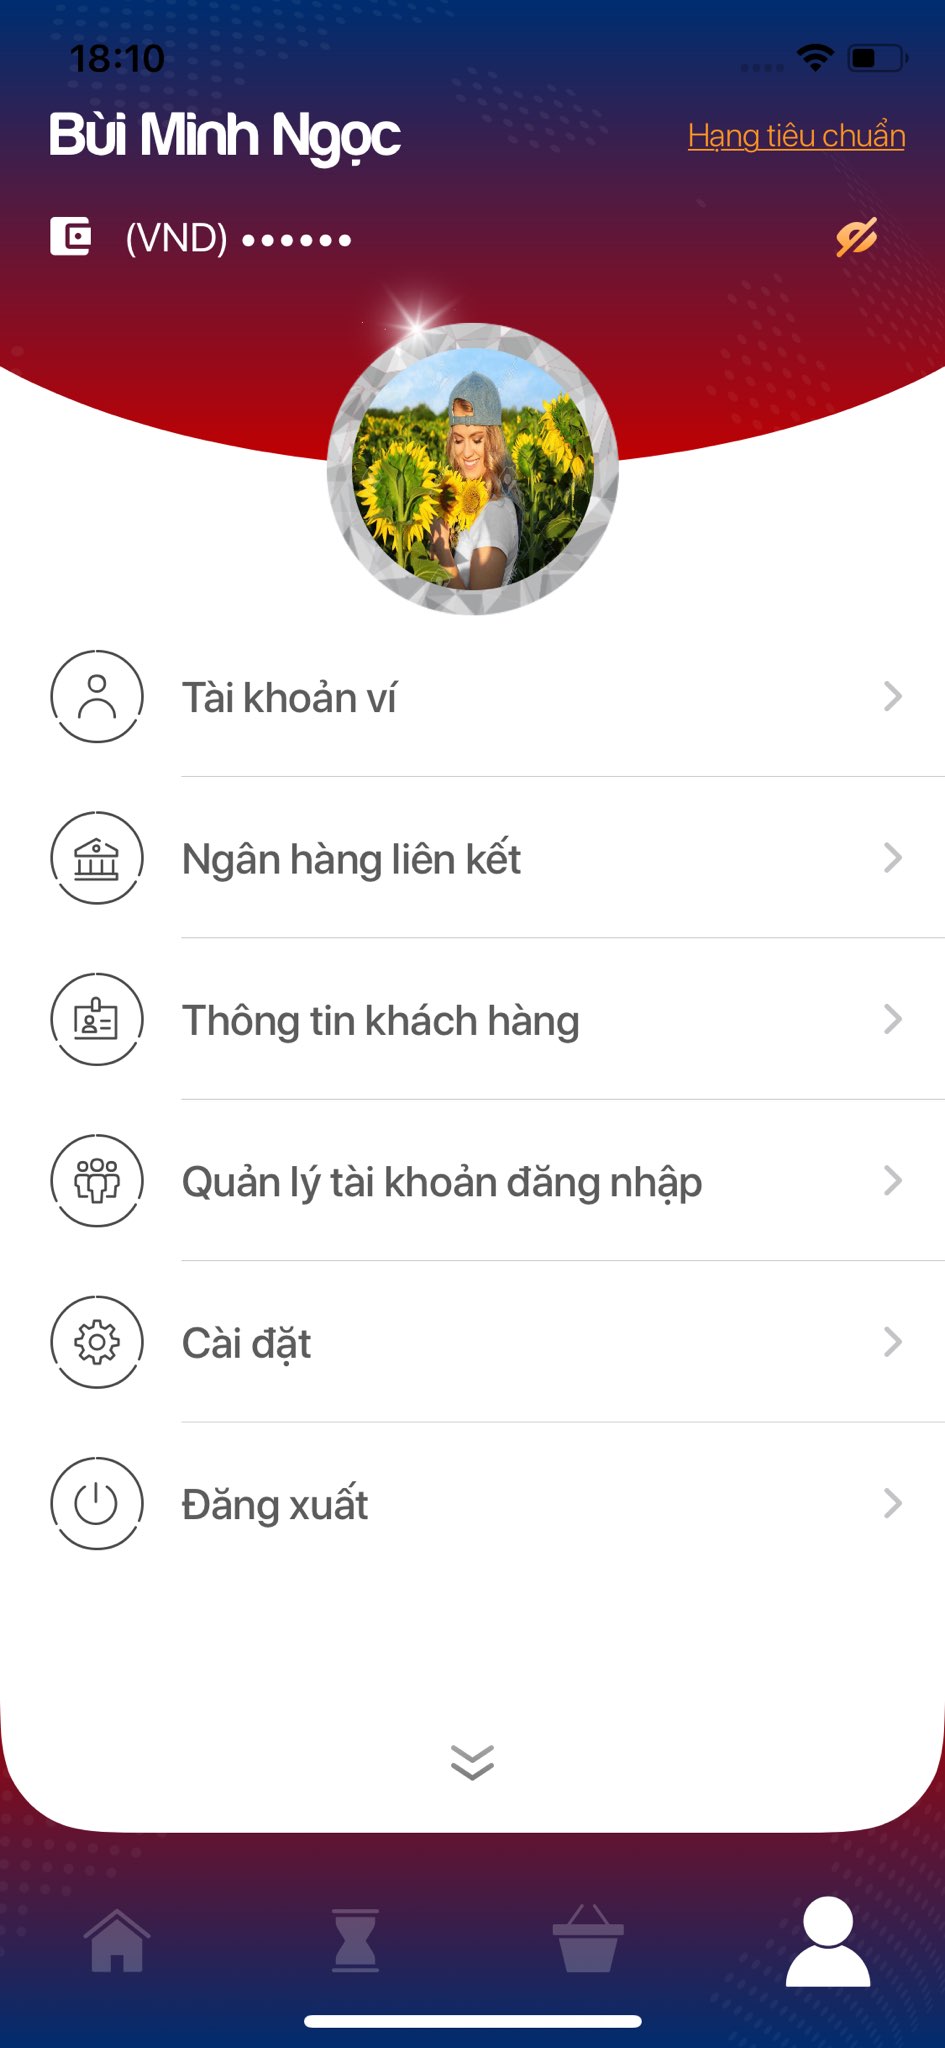 18:10
Bùi Minh Ngọc
Hạng tiêu chuẩn
(VND) ••••••
Tài khoản ví
Ngân hàng liên kết
Thông tin khách hàng
Quản lý tài khoản đăng nhập
Cài đặt
Đăng xuất